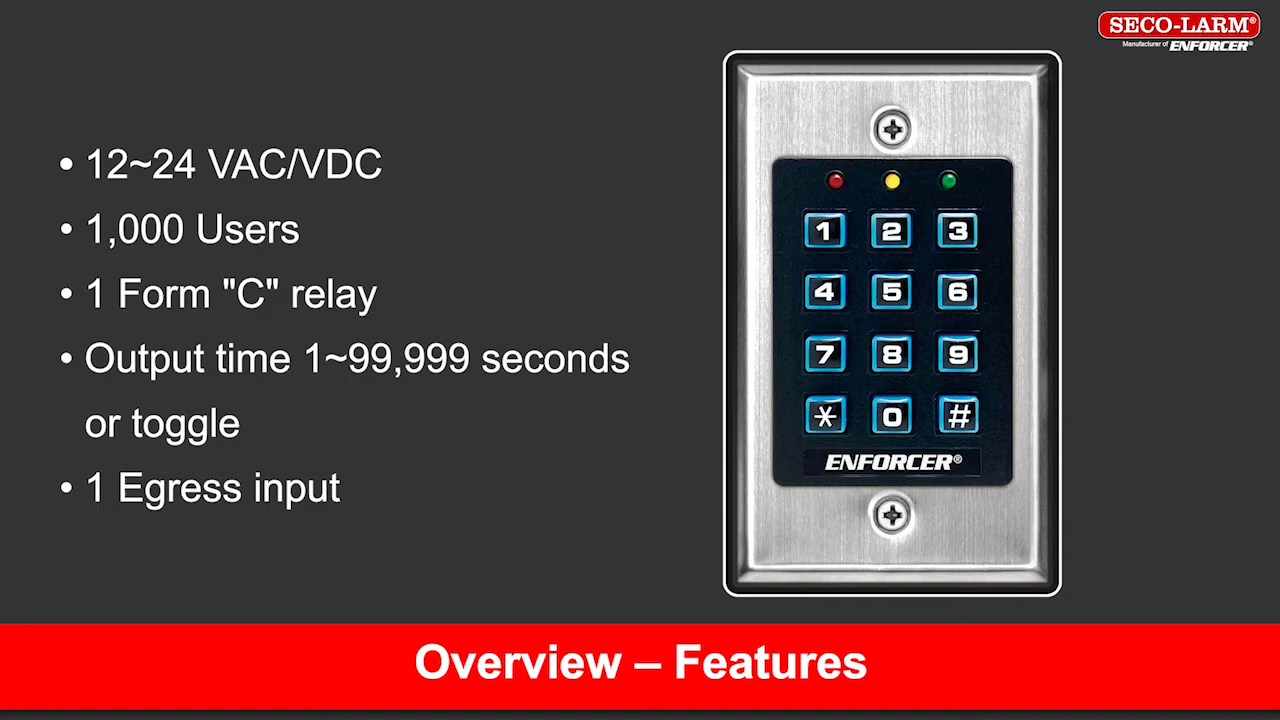 SECO-LARM®
Manufacturer of ENFORCER®
• 12~24 VAC/VDC
• 1,000 Users
• 1 Form "C" relay
• Output time 1~99,999 seconds
or toggle
• 1 Egress input
1 2 3
4 5 6
7 8 9
* 0 #
ENFORCER®
Overview – Features